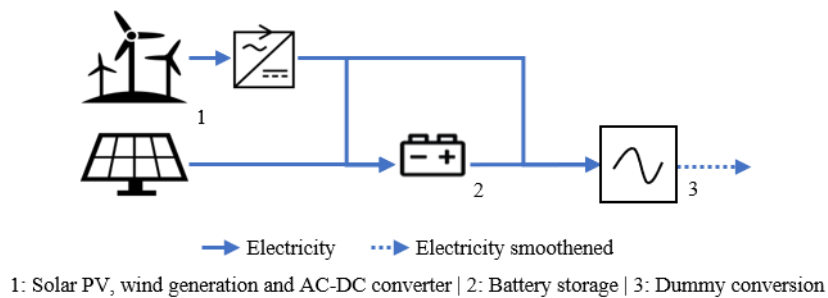 1
2
3
Electricity
Electricity smoothened
1: Solar PV, wind generation and AC-DC converter | 2: Battery storage | 3: Dummy conversion